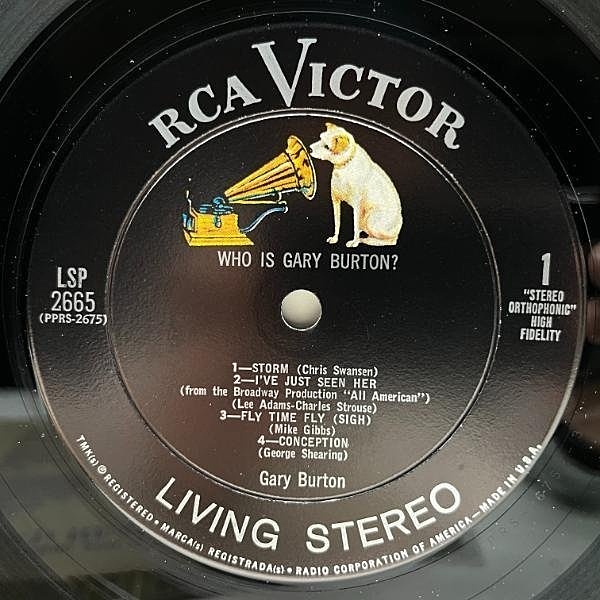 RCA VICTOR
WHO IS GARY BURTON?
LSP
2665
(PPRS-2675)
1
"STEREO
ORTHOPHONIC"
HIGH
FIDELITY
1—STORM (Chris Swansen)
2—I'VE JUST SEEN HER
(from the Broadway Production "All American")
(Lee Adams-Charles Strouse)
3—FLY TIME FLY (SIGH)
(Mike Gibbs)
4—CONCEPTION
(George Shearing)
Gary Burton
LIVING STEREO
TMK(s) ® REGISTERED • MARCA(s) REGISTRADA(s) • RADIO CORPORATION OF AMERICA—MADE IN U.S.A.